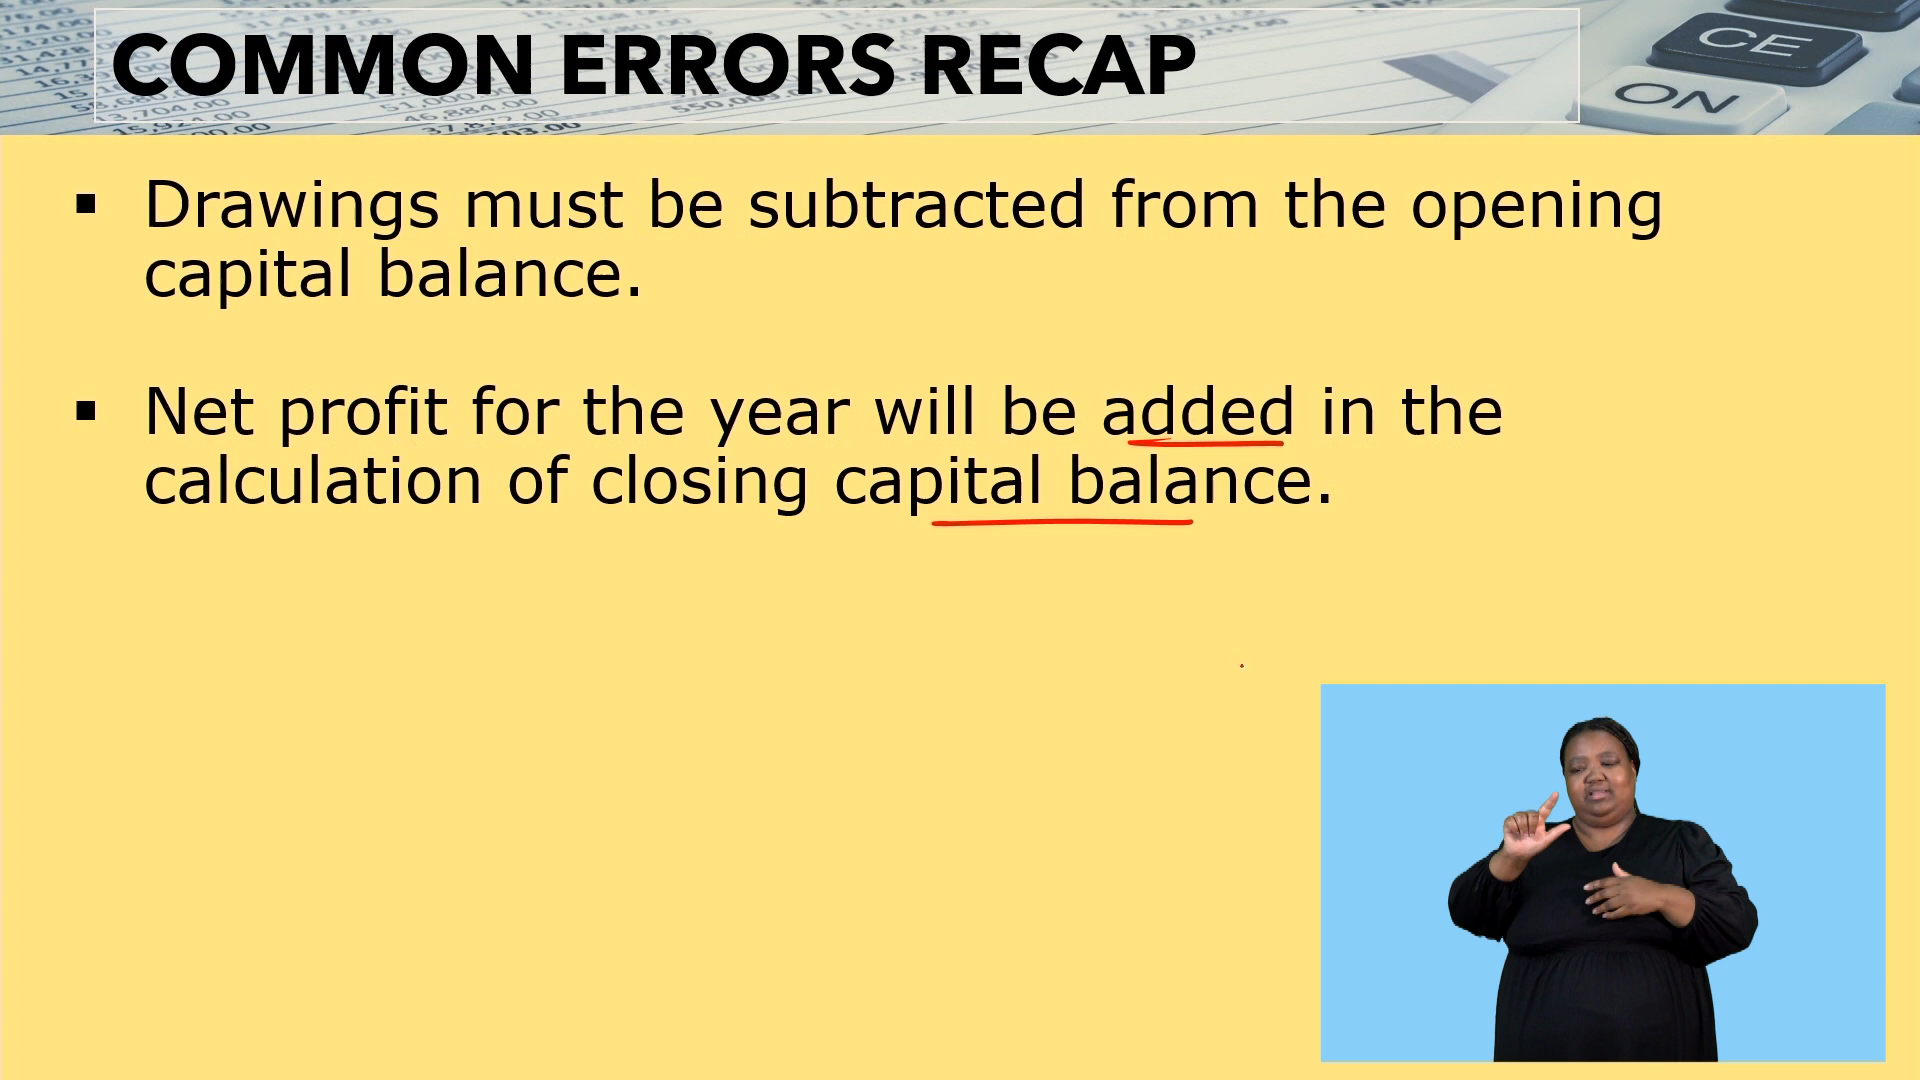 COMMON ERRORS RECAP
CE
ON
▪ Drawings must be subtracted from the opening
capital balance.
▪ Net profit for the year will be added in the
calculation of closing capital balance.